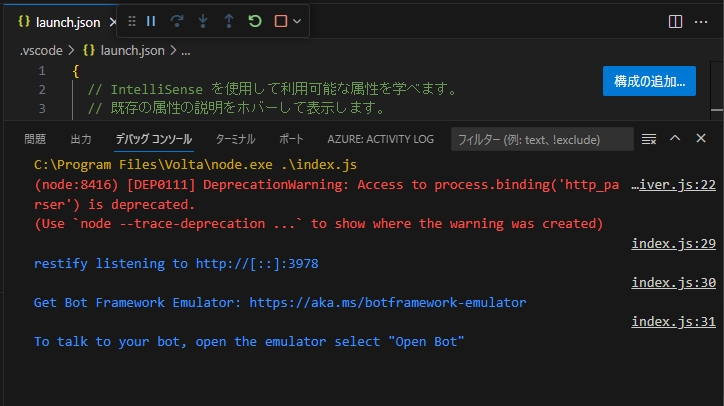 {} launch.json
.vscode > {} launch.json > ...
構成の追加...
1 {
2 // IntelliSense を使用して利用可能な属性を学べます。
3 // 既存の属性の説明をホバーして表示します。
問題 出力 デバッグ コンソール ターミナル ポート AZURE: ACTIVITY LOG フィルター (例: text、!exclude)
C:\Program Files\Volta\node.exe .\index.js
(node:8416) [DEP0111] DeprecationWarning: Access to process.binding('http_pa …iver.js:22
rser') is deprecated.
(Use `node --trace-deprecation ...` to show where the warning was created)
index.js:29
restify listening to http://[::]:3978
index.js:30
Get Bot Framework Emulator: https://aka.ms/botframework-emulator
index.js:31
To talk to your bot, open the emulator select "Open Bot"